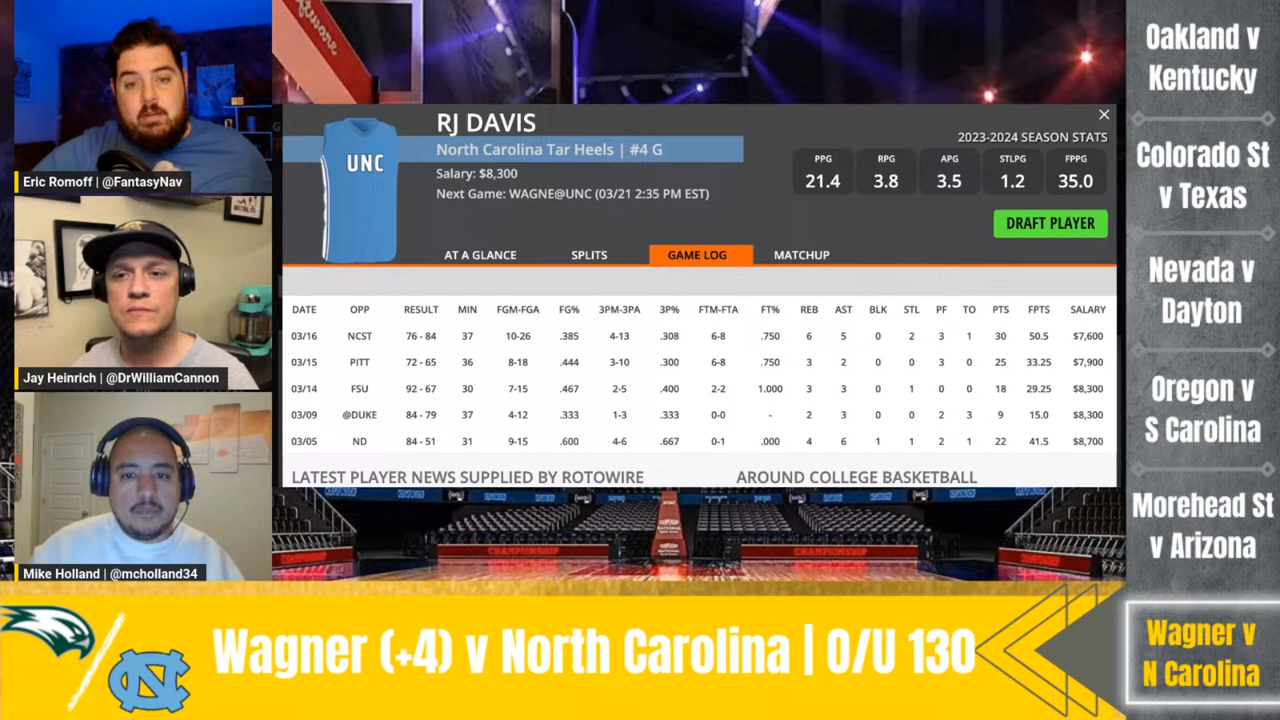 Eric Romoff | @FantasyNav
Jay Heinrich | @DrWilliamCannon
Mike Holland | @mcholland34
UNC
RJ DAVIS
North Carolina Tar Heels | #4 G
Salary: $8,300
Next Game: WAGNE@UNC (03/21 2:35 PM EST)
2023-2024 SEASON STATS
PPG RPG APG STLPG FPPG
21.4 3.8 3.5 1.2 35.0
DRAFT PLAYER
AT A GLANCE SPLITS GAME LOG MATCHUP
DATE OPP RESULT MIN FGM-FGA FG% 3PM-3PA 3P% FTM-FTA FT% REB AST BLK STL PF TO PTS FPTS SALARY
03/16 NCST 76 - 84 37 10-26 .385 4-13 .308 6-8 .750 6 5 0 2 3 1 30 50.5 $7,600
03/15 PITT 72 - 65 36 8-18 .444 3-10 .300 6-8 .750 3 2 0 0 3 0 25 33.25 $7,900
03/14 FSU 92 - 67 30 7-15 .467 2-5 .400 2-2 1.000 3 3 0 1 0 0 18 29.25 $8,300
03/09 @DUKE 84 - 79 37 4-12 .333 1-3 .333 0-0 - 2 3 0 0 2 3 9 15.0 $8,300
03/05 ND 84 - 51 31 9-15 .600 4-6 .667 0-1 .000 4 6 1 1 2 1 22 41.5 $8,700
LATEST PLAYER NEWS SUPPLIED BY ROTOWIRE AROUND COLLEGE BASKETBALL
CHAMPIONSHIP CHAMPIONSHIP
Oakland v
Kentucky
Colorado St
v Texas
Nevada v
Dayton
Oregon v
S Carolina
Morehead St
v Arizona
Wagner v
N Carolina
NC
Wagner (+4) v North Carolina | O/U 130